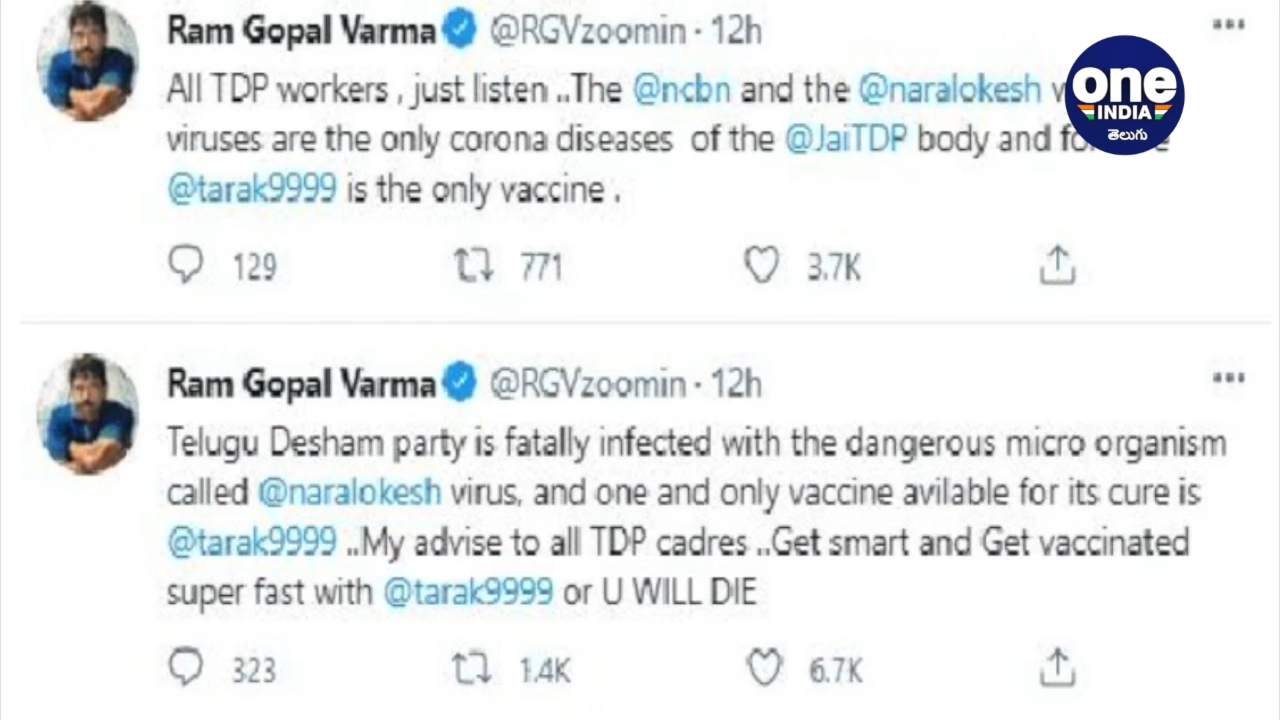 Ram Gopal Varma @RGVzoomin · 12h
All TDP workers , just listen ..The @ncbn and the @naralokesh
viruses are the only corona diseases of the @JaiTDP body and
@tarak9999 is the only vaccine .
129 771 3.7K
one
INDIA
తెలుగు
Ram Gopal Varma @RGVzoomin · 12h
Telugu Desham party is fatally infected with the dangerous micro organism
called @naralokesh virus, and one and only vaccine avilable for its cure is
@tarak9999 ..My advise to all TDP cadres ..Get smart and Get vaccinated
super fast with @tarak9999 or U WILL DIE
323 1.4K 6.7K